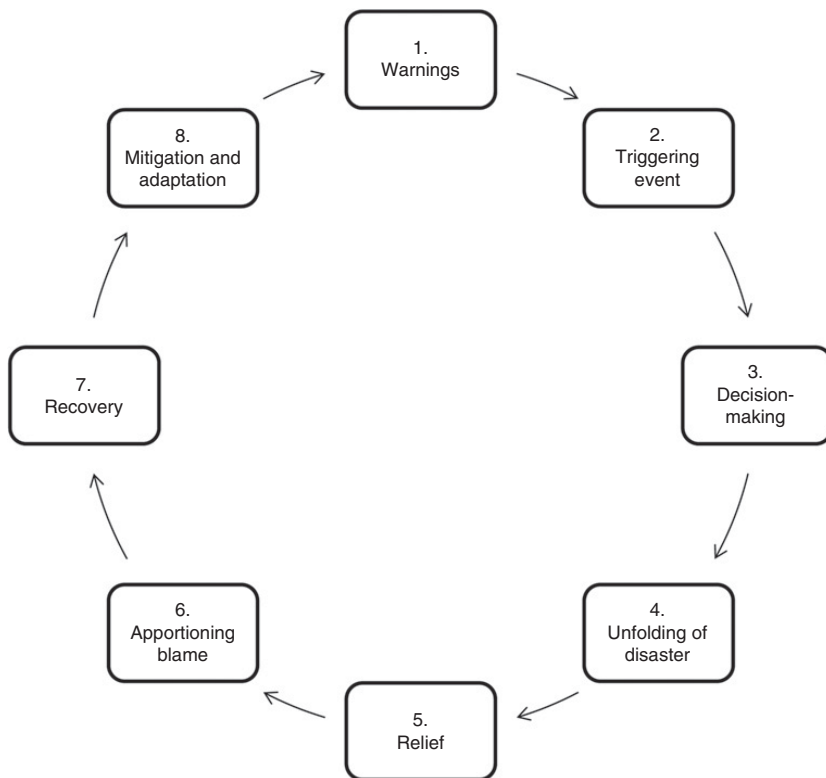 1.
Warnings
2.
Triggering
event
3.
Decision-
making
4.
Unfolding of
disaster
5.
Relief
6.
Apportioning
blame
7.
Recovery
8.
Mitigation and
adaptation